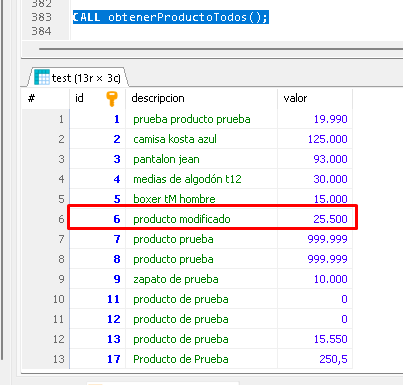 382
383 CALL obtenerProductoTodos();
384
test (13r × 3c)
# id descripcion valor
1 1 prueba producto prueba 19.990
2 2 camisa kosta azul 125.000
3 3 pantalon jean 93.000
4 4 medias de algodón t12 30.000
5 5 boxer tM hombre 15.000
6 6 producto modificado 25.500
7 7 producto prueba 999.999
8 8 producto prueba 999.999
9 9 zapato de prueba 10.000
10 11 producto de prueba 0
11 12 producto de prueba 0
12 13 producto de prueba 15.550
13 17 Producto de Prueba 250,5